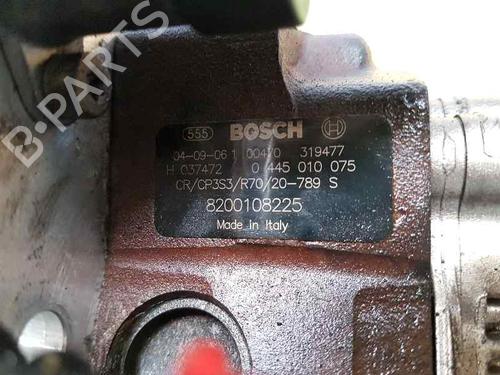 555 BOSCH
04-09-06 1 00470 319477
H 037472 0 445 010 075
CR/CP3S3/R70/20-789 S
8200108225
Made in Italy
B-PARTS